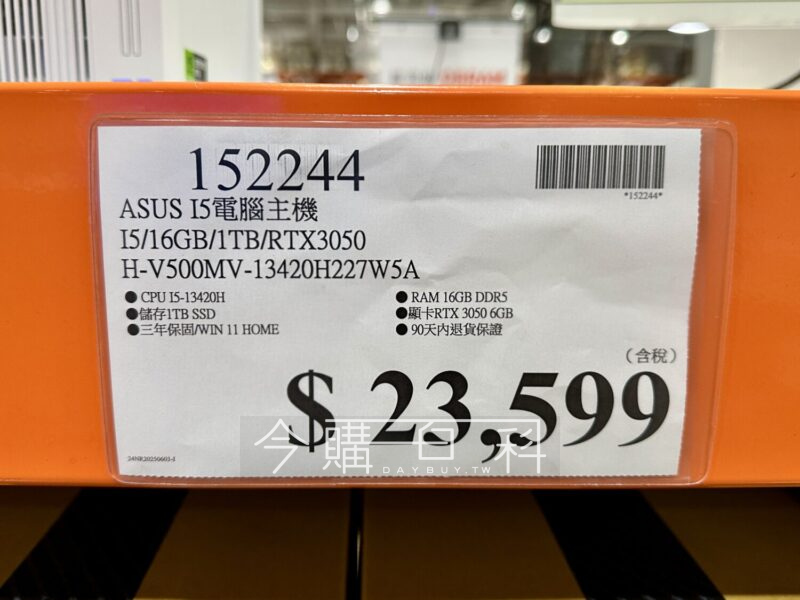 152244
*152244*
ASUS I5電腦主機
I5/16GB/1TB/RTX3050
H-V500MV-13420H227W5A
● CPU I5-13420H
●儲存1TB SSD
●三年保固/WIN 11 HOME
● RAM 16GB DDR5
●顯卡RTX 3050 6GB
● 90天內退貨保證
(含稅)
$ 23,599
今購百科
DAYBUY.TW
24NR20250603-J